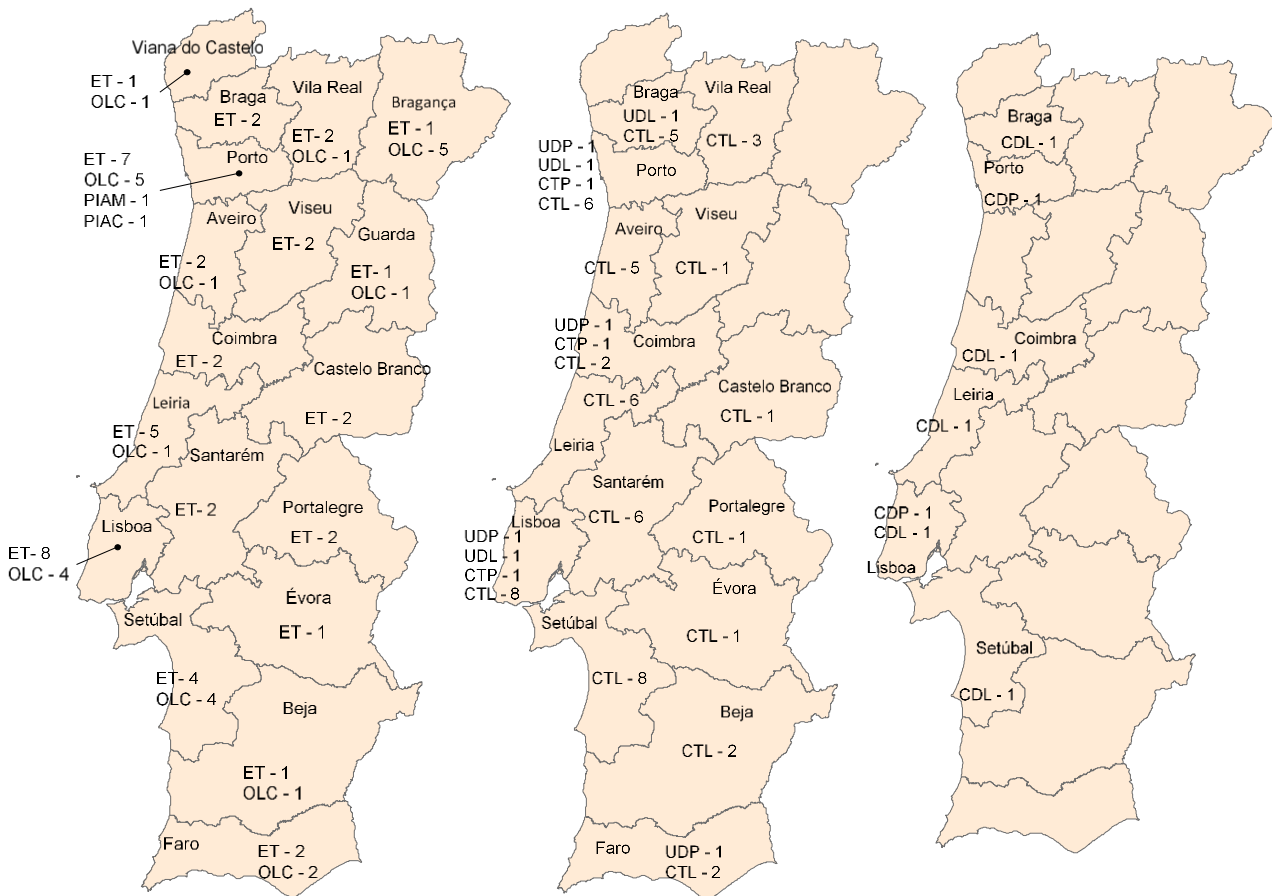 Viana do Castelo
ET - 1
OLC - 1
Braga
ET - 2
Vila Real
ET - 2
OLC - 1
Bragança
ET - 1
OLC - 5
Porto
ET - 7
OLC - 5
PIAM - 1
PIAC - 1
Aveiro
ET - 2
OLC - 1
Viseu
ET - 2
Guarda
ET - 1
OLC - 1
Coimbra
ET - 2
Castelo Branco
ET - 2
Leiria
ET - 5
OLC - 1
Santarém
ET - 2
Portalegre
ET - 2
Lisboa
ET - 8
OLC - 4
Évora
ET - 1
Setúbal
ET - 4
OLC - 4
Beja
ET - 1
OLC - 1
Faro
ET - 2
OLC - 2
Braga
UDL - 1
CTL - 5
Vila Real
CTL - 3
UDP - 1
UDL - 1
CTP - 1
CTL - 6
Porto
Aveiro
CTL - 5
Viseu
CTL - 1
UDP - 1
CTP - 1
CTL - 2
Coimbra
Castelo Branco
CTL - 1
CTL - 6
Leiria
Santarém
CTL - 6
Portalegre
CTL - 1
Lisboa
UDP - 1
UDL - 1
CTP - 1
CTL - 8
Évora
CTL - 1
Setúbal
CTL - 8
Beja
CTL - 2
Faro
UDP - 1
CTL - 2
Braga
CDL - 1
Porto
CDP - 1
Coimbra
CDL - 1
Leiria
CDL - 1
CDP - 1
CDL - 1
Lisboa
Setúbal
CDL - 1